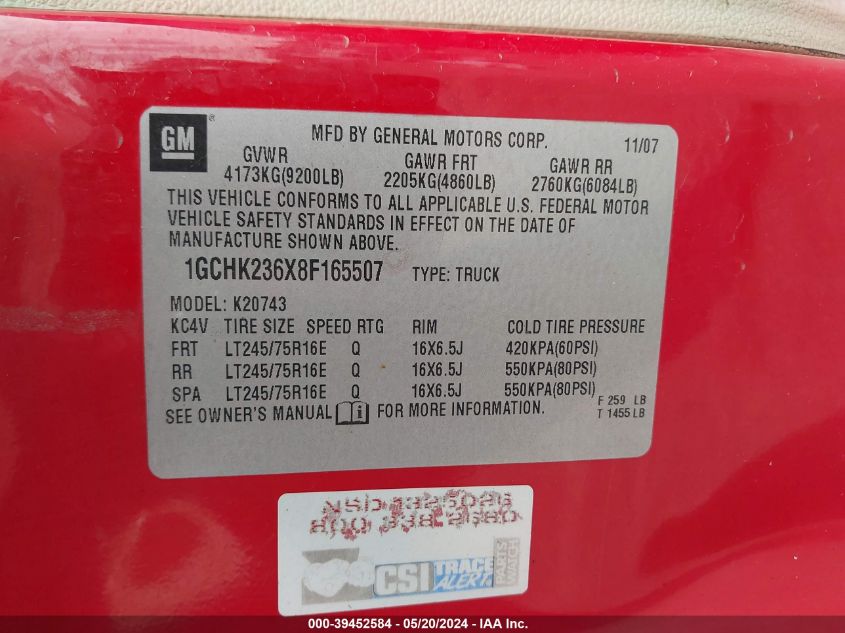 GM ®
MFD BY GENERAL MOTORS CORP. 11/07
GVWR GAWR FRT GAWR RR
4173KG(9200LB) 2205KG(4860LB) 2760KG(6084LB)
THIS VEHICLE CONFORMS TO ALL APPLICABLE U.S. FEDERAL MOTOR
VEHICLE SAFETY STANDARDS IN EFFECT ON THE DATE OF
MANUFACTURE SHOWN ABOVE.
1GCHK236X8F165507 TYPE: TRUCK
MODEL: K20743
KC4V TIRE SIZE SPEED RTG RIM COLD TIRE PRESSURE
FRT LT245/75R16E Q 16X6.5J 420KPA(60PSI)
RR LT245/75R16E Q 16X6.5J 550KPA(80PSI)
SPA LT245/75R16E Q 16X6.5J 550KPA(80PSI)
F 259 LB
T 1455 LB
SEE OWNER'S MANUAL i FOR MORE INFORMATION.
CSI TRACE
ALERT
PARTS
WATCH
000-39452584 - 05/20/2024 - IAA Inc.